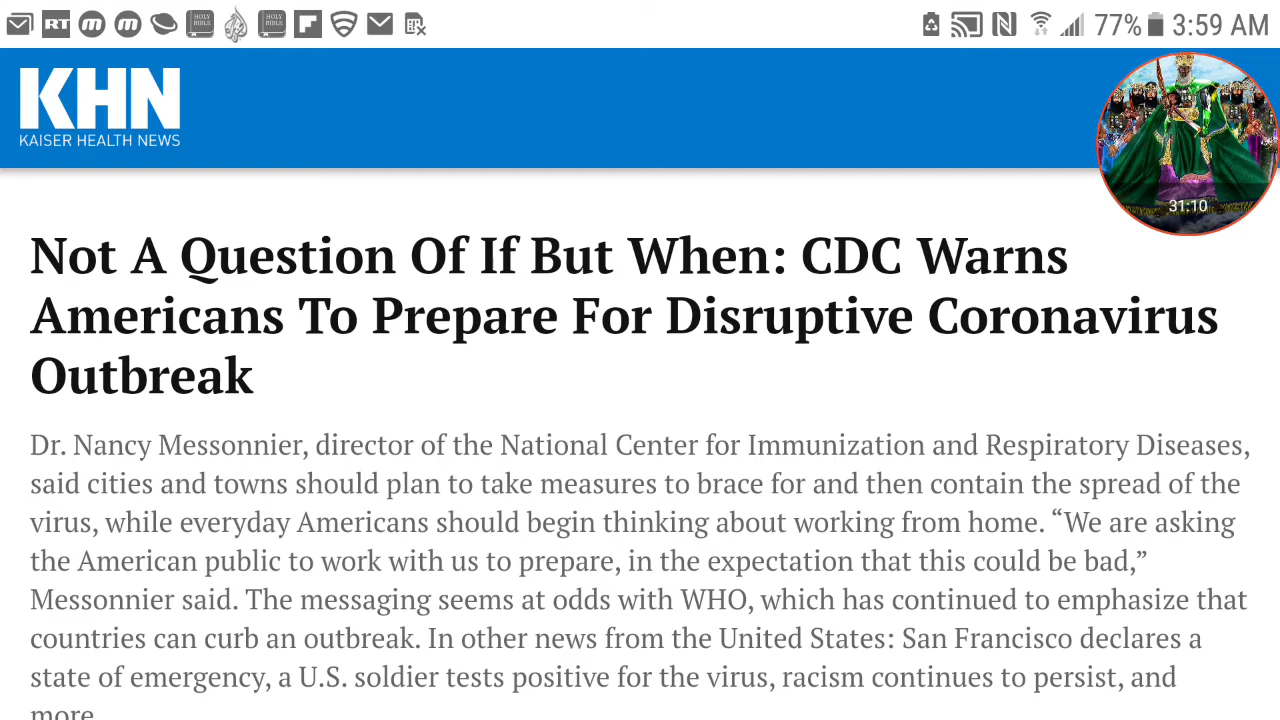 RT HOLY BIBLE HOLY BIBLE 77% 3:59 AM
KHN
KAISER HEALTH NEWS
31:10
Not A Question Of If But When: CDC Warns
Americans To Prepare For Disruptive Coronavirus
Outbreak
Dr. Nancy Messonnier, director of the National Center for Immunization and Respiratory Diseases,
said cities and towns should plan to take measures to brace for and then contain the spread of the
virus, while everyday Americans should begin thinking about working from home. “We are asking
the American public to work with us to prepare, in the expectation that this could be bad,”
Messonnier said. The messaging seems at odds with WHO, which has continued to emphasize that
countries can curb an outbreak. In other news from the United States: San Francisco declares a
state of emergency, a U.S. soldier tests positive for the virus, racism continues to persist, and
more.